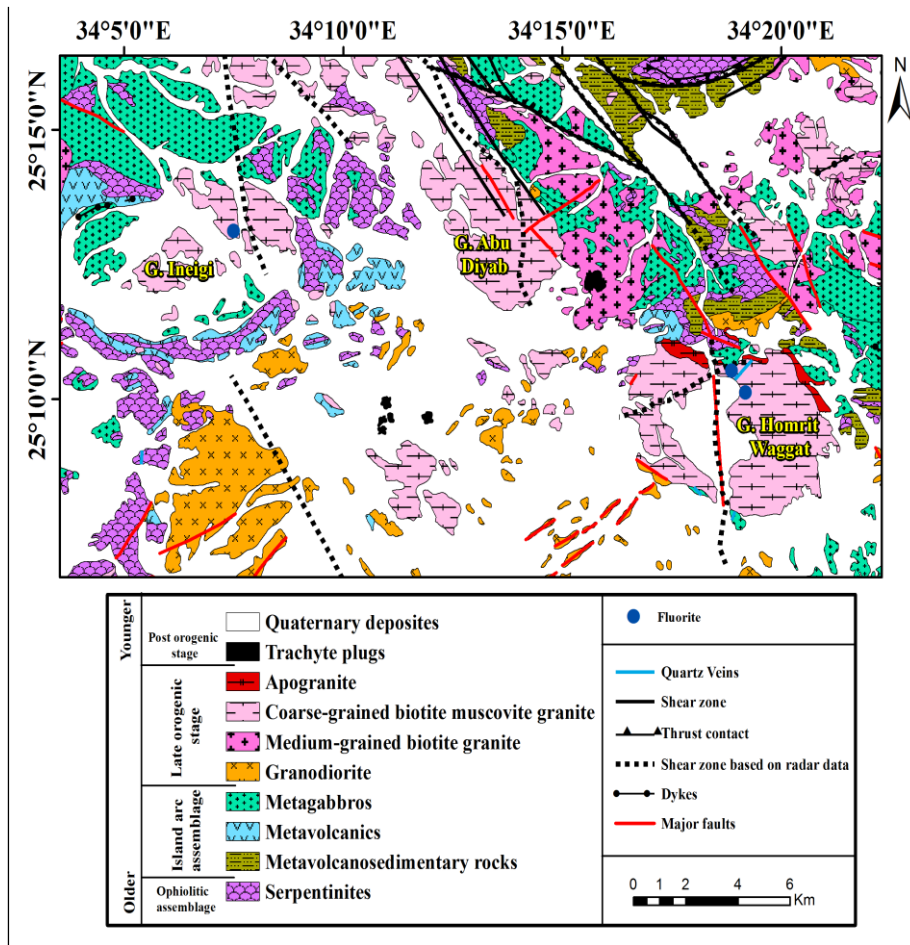 34°5'0"E 34°10'0"E 34°15'0"E 34°20'0"E
N
25°15'0"N
25°10'0"N
G. Ineigi
G. Abu
Diyab
G. Homrit
Waggat
Younger
Older
Post orogenic
stage
Late orogenic
stage
Island arc
assemblage
Ophiolitic
assemblage
Quaternary deposites
Trachyte plugs
Apogranite
Coarse-grained biotite muscovite granite
Medium-grained biotite granite
Granodiorite
Metagabbros
Metavolcanics
Metavolcanosedimentary rocks
Serpentinites
Fluorite
Quartz Veins
Shear zone
Thrust contact
Shear zone based on radar data
Dykes
Major faults
0 1 2 4 6
Km